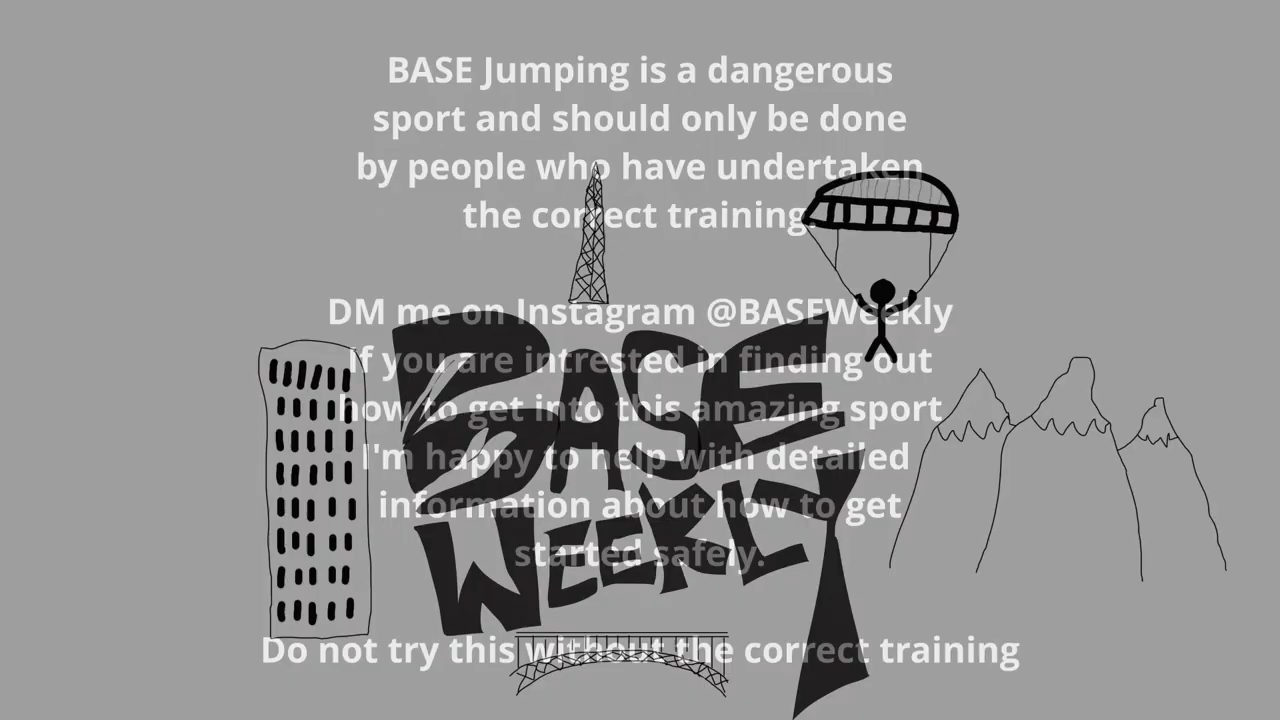 BASE Jumping is a dangerous
sport and should only be done
by people who have undertaken
the correct training.
DM me on Instagram @BASEWeekly
If you are intrested in finding out
how to get into this amazing sport
I'm happy to help with detailed
information about how to get
started safely.
BASE
WEEKLY
Do not try this without the correct training